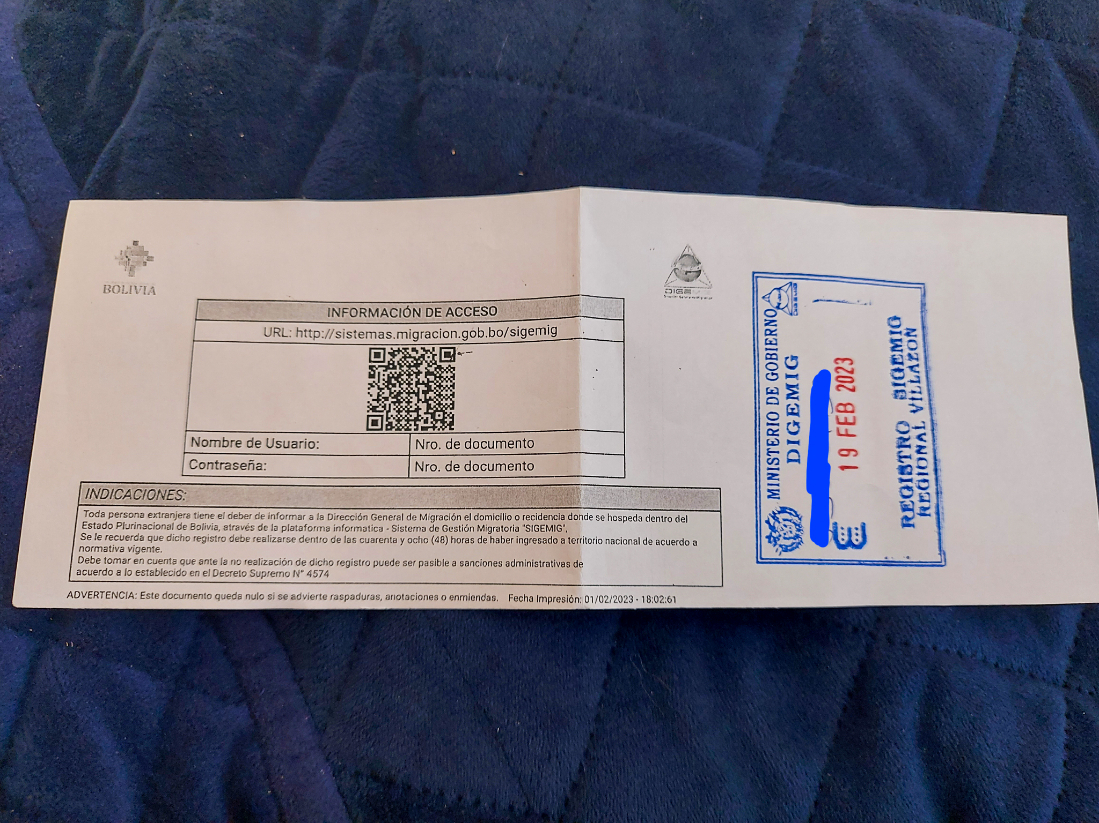 BOLIVIA
INFORMACIÓN DE ACCESO
URL: http://sistemas.migracion.gob.bo/sigemig
Nombre de Usuario: Nro. de documento
Contraseña: Nro. de documento
INDICACIONES:
Toda persona extranjera tiene el deber de informar a la Dirección General de Migración el domicilio o residencia donde se hospeda dentro del
Estado Plurinacional de Bolivia, através de la plataforma informatica - Sistema de Gestión Migratoria "SIGEMIG",
Se le recuerda que dicho registro debe realizarse dentro de las cuarenta y ocho (48) horas de haber ingresado a territorio nacional de acuerdo a
normativa vigente.
Debe tomar en cuenta que ante la no realización de dicho registro puede ser pasible a sanciones administrativas de
acuerdo a lo establecido en el Decreto Supremo N° 4574
ADVERTENCIA: Este documento queda nulo si se advierte raspaduras, anotaciones o enmiendas. Fecha Impresión: 01/02/2023 - 18:02:61
MINISTERIO DE GOBIERNO
DIGEMIG
19 FEB 2023
REGISTRO SIGEMIG
REGIONAL VILLAZON